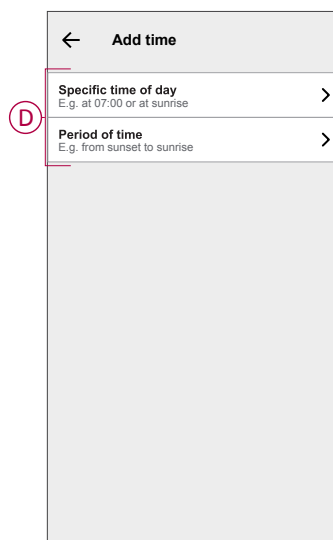 Add time
Specific time of day
E.g. at 07:00 or at sunrise
D
Period of time
E.g. from sunset to sunrise